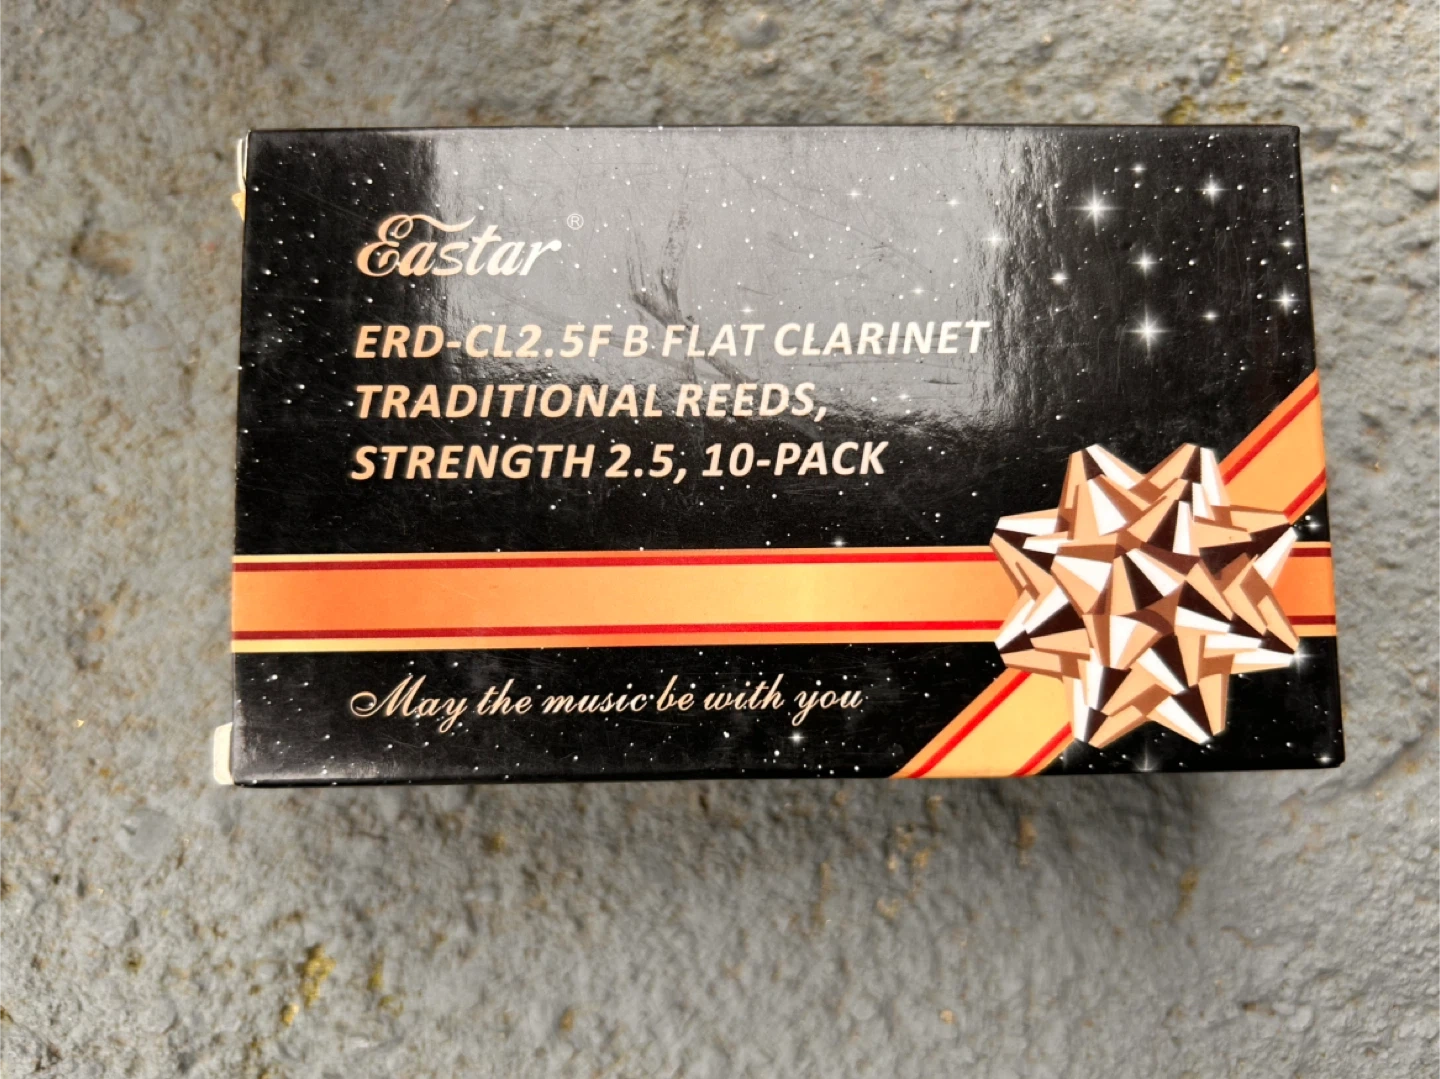 Eastar®
ERD-CL2.5F B FLAT CLARINET
TRADITIONAL REEDS,
STRENGTH 2.5, 10-PACK
May the music be with you